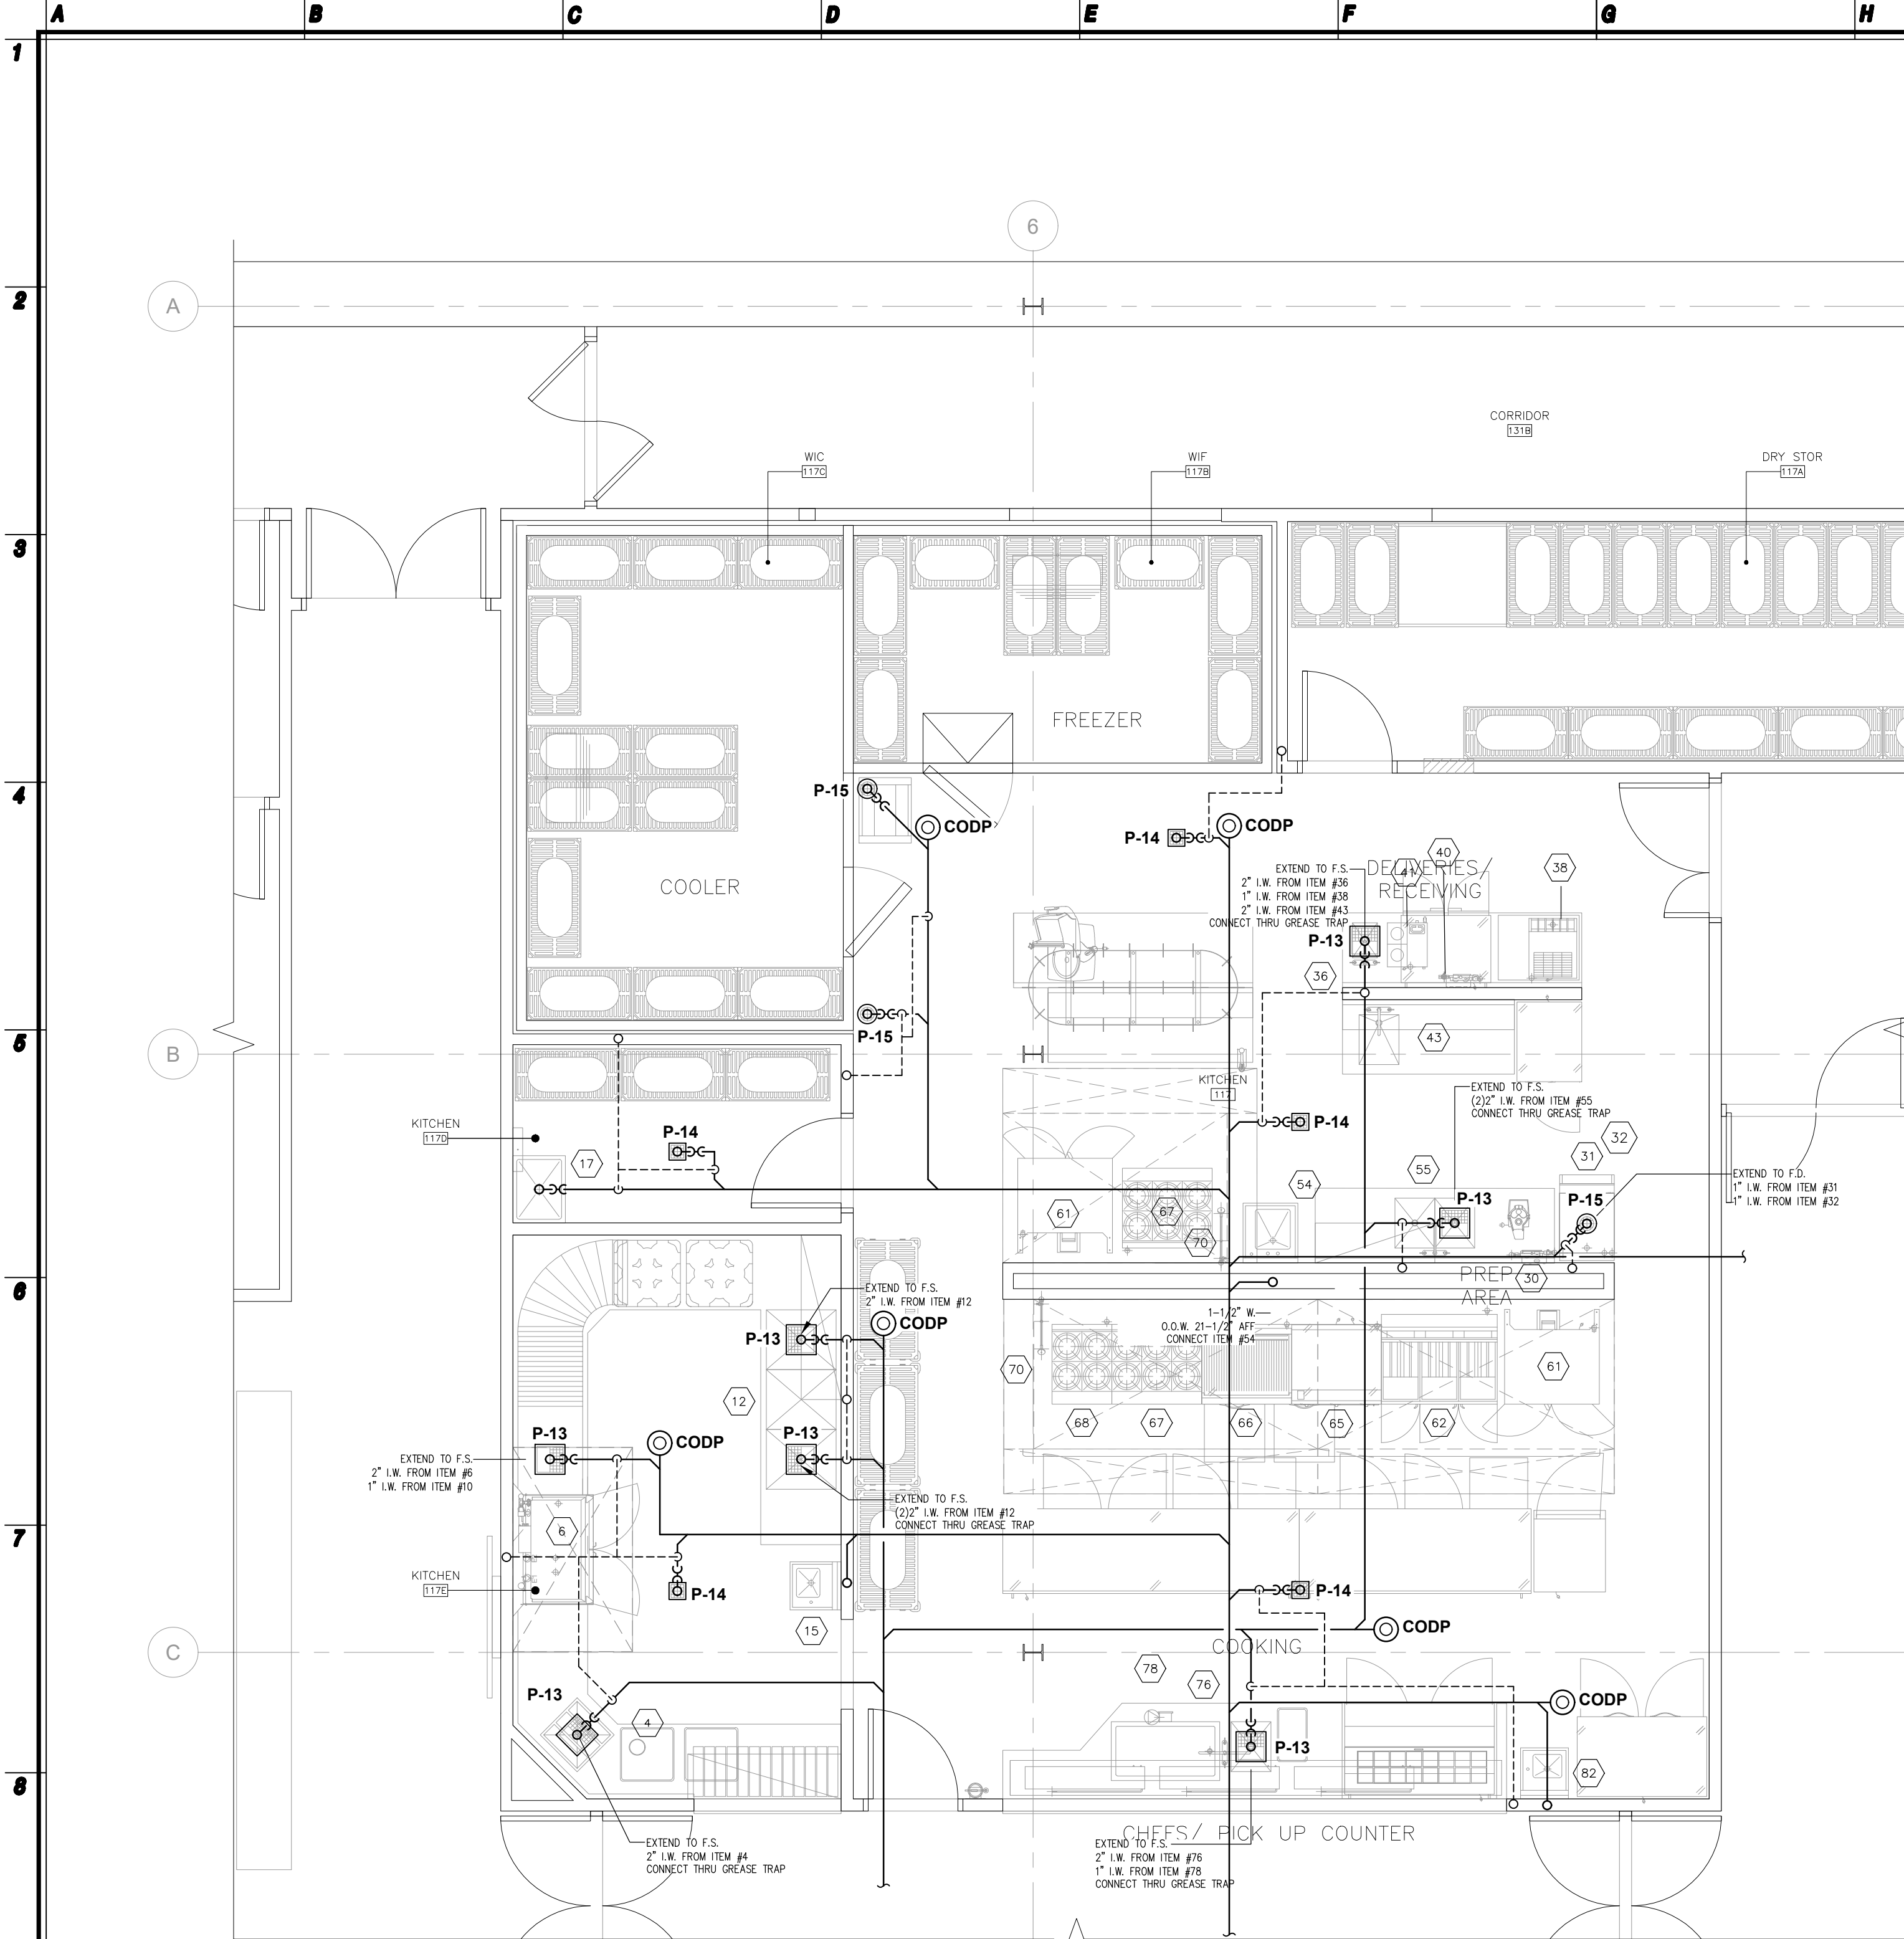 A B C D E F G H
1
6
2
A
CORRIDOR
131B
WIC
117C
WIF
117B
DRY STOR
117A
3
FREEZER
4
P-15
CODP
P-14
CODP
COOLER
EXTEND TO F.S.
2" I.W. FROM ITEM #36
1" I.W. FROM ITEM #38
2" I.W. FROM ITEM #43
CONNECT THRU GREASE TRAP
DELIVERIES/
RECEIVING
41
40
38
P-13
36
5
P-15
B
43
KITCHEN
117
EXTEND TO F.S.
(2)2" I.W. FROM ITEM #55
CONNECT THRU GREASE TRAP
KITCHEN
117D
P-14
17
P-14
32
31
55
54
EXTEND TO F.D.
1" I.W. FROM ITEM #31
1" I.W. FROM ITEM #32
61
67
70
P-13
P-15
6
PREP
AREA
30
EXTEND TO F.S.
2" I.W. FROM ITEM #12
P-13
CODP
1-1/2" W.
O.O.W. 21-1/2" AFF
CONNECT ITEM #54
70
61
12
68
67
66
65
62
P-13
CODP
P-13
EXTEND TO F.S.
2" I.W. FROM ITEM #6
1" I.W. FROM ITEM #10
EXTEND TO F.S.
(2)2" I.W. FROM ITEM #12
CONNECT THRU GREASE TRAP
7
6
KITCHEN
117E
P-14
P-14
15
CODP
C
COOKING
78
76
P-13
4
CODP
P-13
8
82
CHEFS/ PICK UP COUNTER
EXTEND TO F.S.
2" I.W. FROM ITEM #4
CONNECT THRU GREASE TRAP
EXTEND TO F.S.
2" I.W. FROM ITEM #76
1" I.W. FROM ITEM #78
CONNECT THRU GREASE TRAP